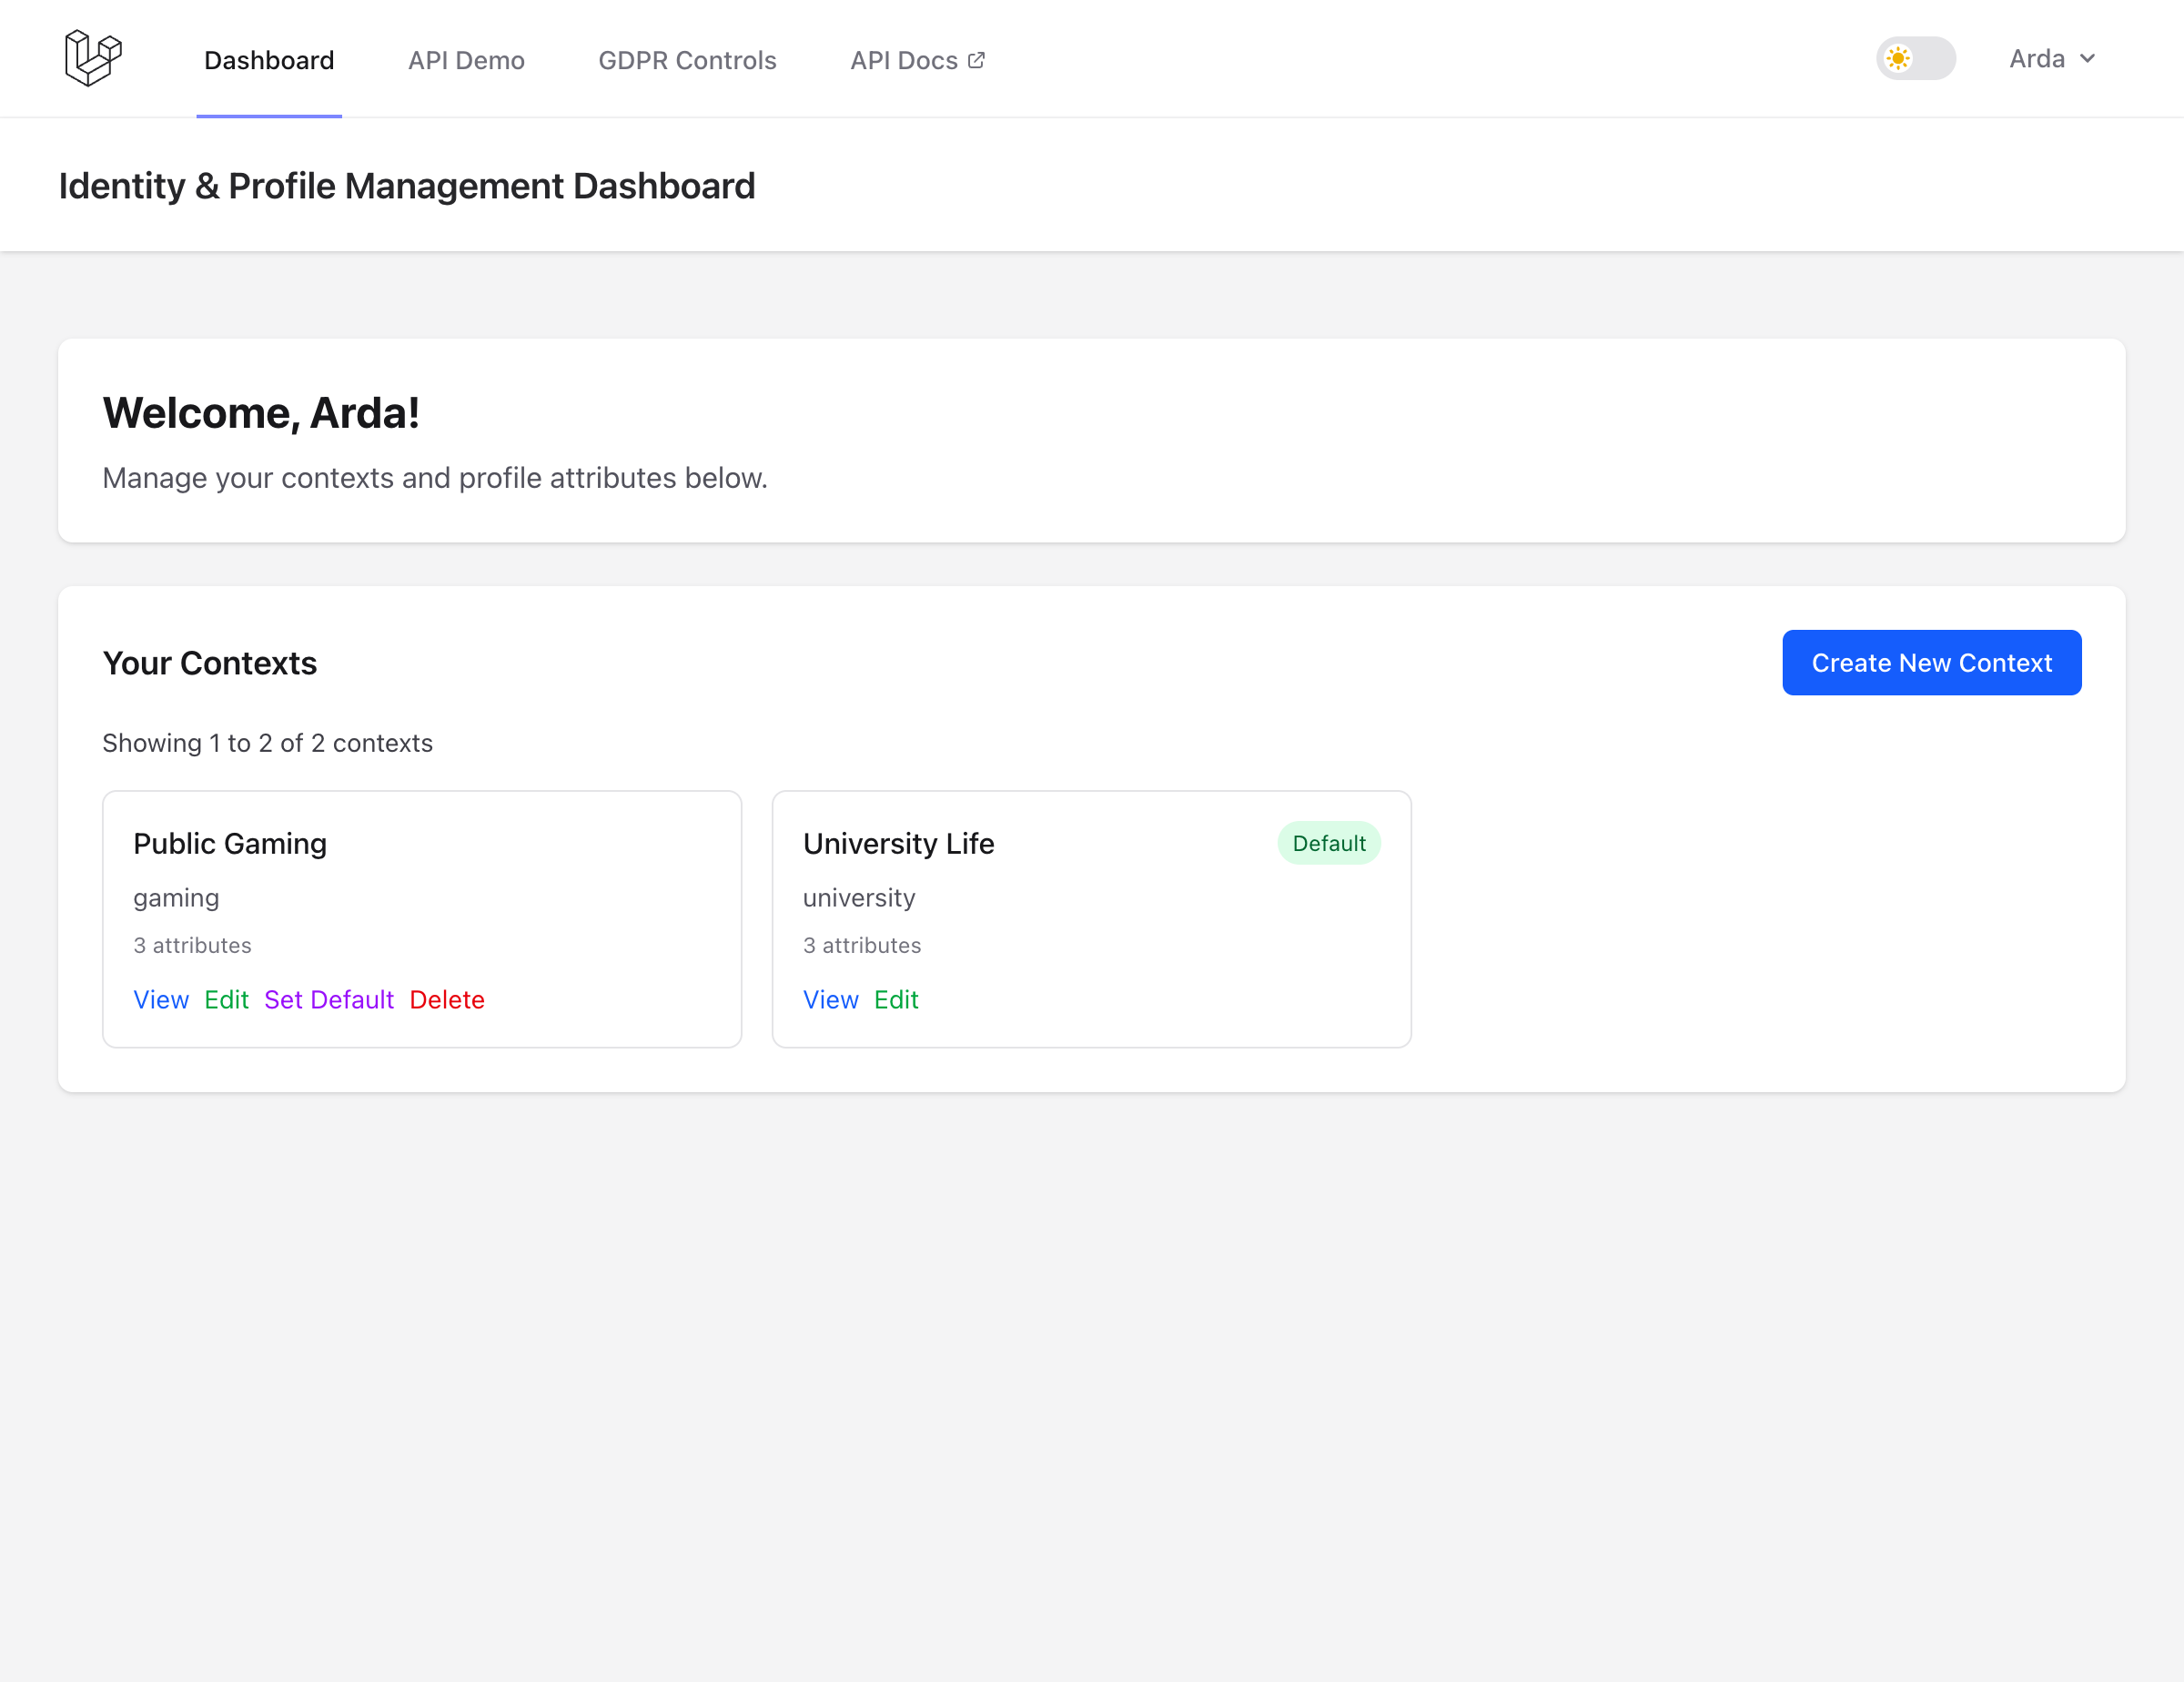 Dashboard API Demo GDPR Controls API Docs Arda
Identity & Profile Management Dashboard
Welcome, Arda!
Manage your contexts and profile attributes below.
Your Contexts Create New Context
Showing 1 to 2 of 2 contexts
Public Gaming
gaming
3 attributes
View Edit Set Default Delete
University Life Default
university
3 attributes
View Edit